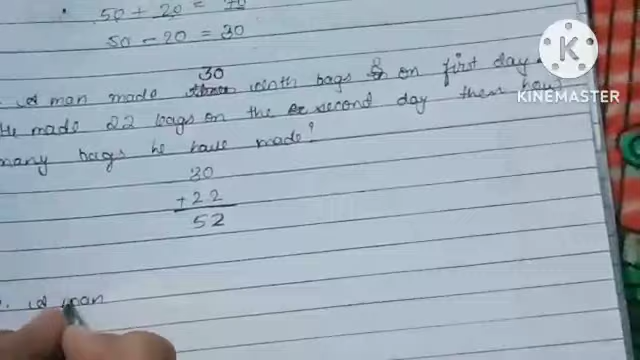 50 + 20 = 70
50 - 20 = 30
30
A man made month bags on first day
He made 22 bags on the second day then how
many bags he have made?
30
+ 22
52
A man
K
KINEMASTER